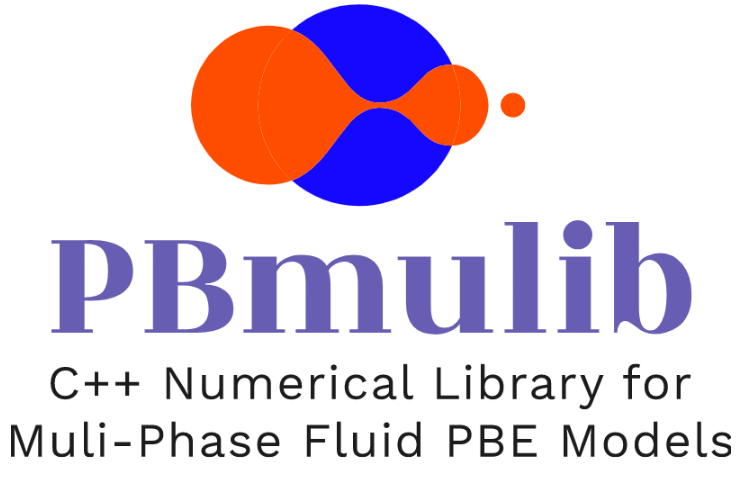 PBmulib
C++ Numerical Library for
Muli-Phase Fluid PBE Models